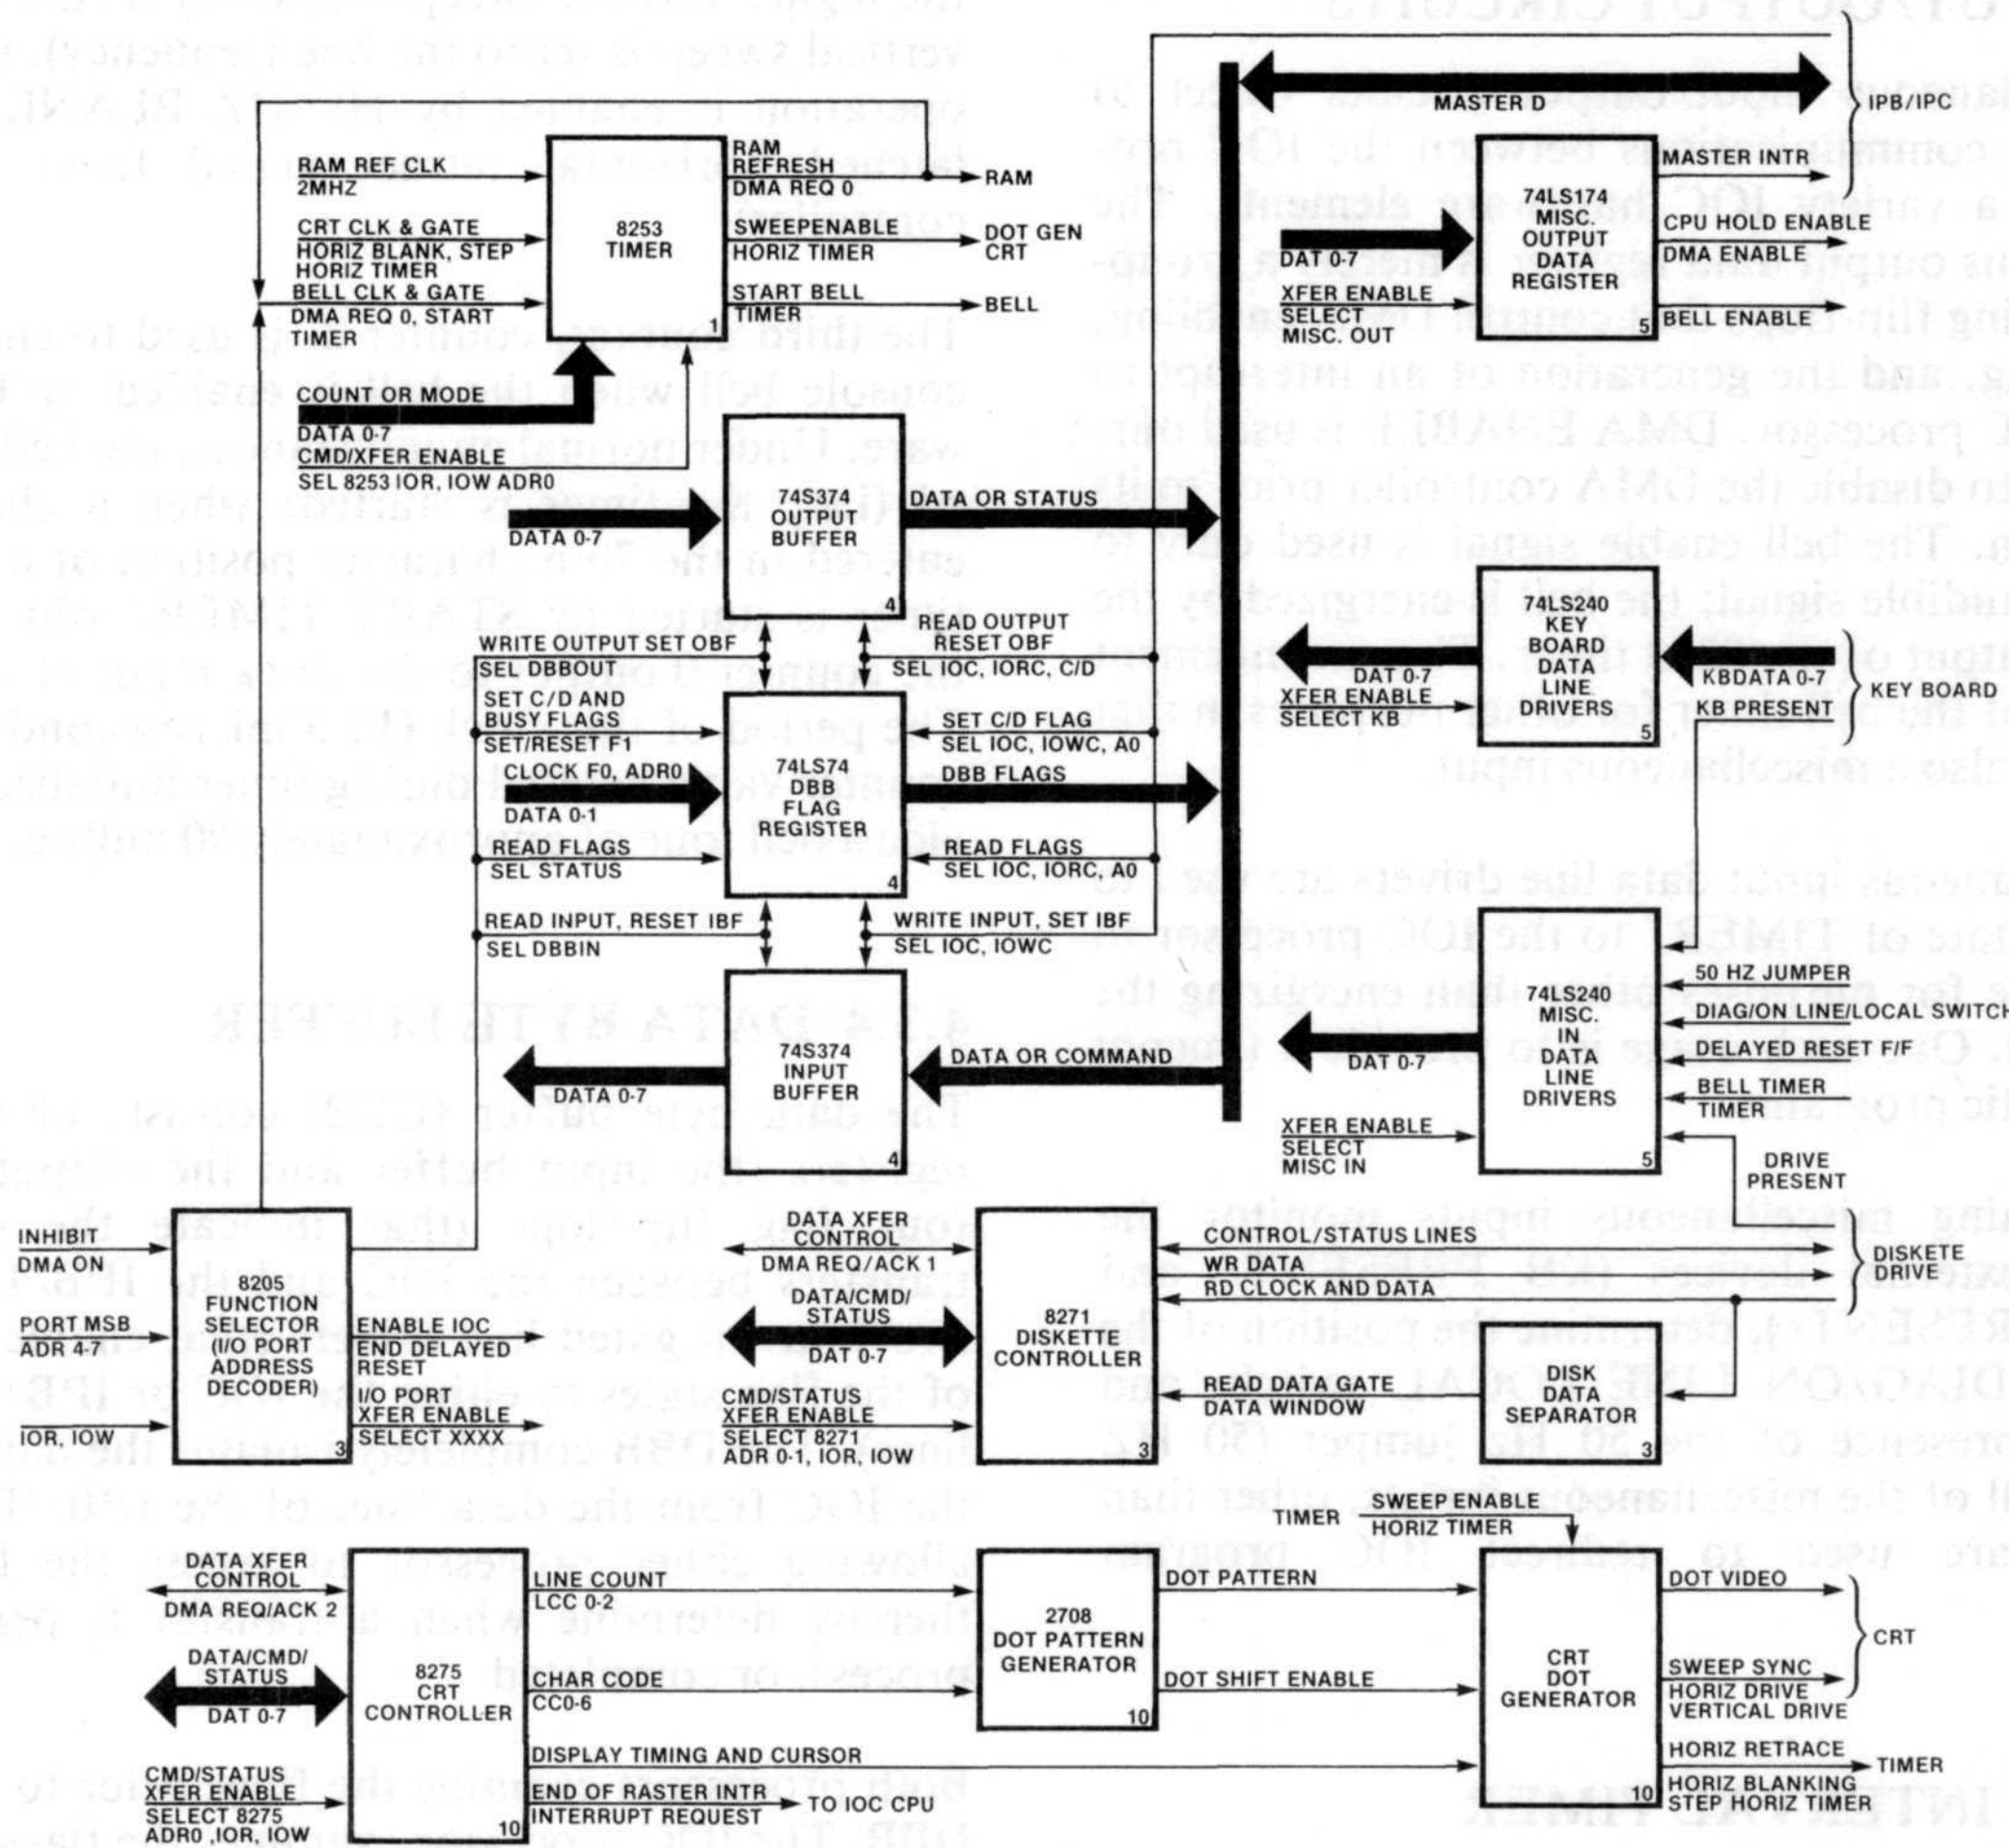 MASTER D
IPB/IPC
RAM REF CLK
2MHZ
CRT CLK & GATE
HORIZ BLANK, STEP
HORIZ TIMER
BELL CLK & GATE
DMA REQ 0, START
TIMER
COUNT OR MODE
DATA 0-7
CMD/XFER ENABLE
SEL 8253 IOR, IOW ADR0
8253
TIMER
1
RAM
REFRESH
DMA REQ 0
RAM
SWEEPENABLE
HORIZ TIMER
DOT GEN
CRT
START BELL
TIMER
BELL
74LS174
MISC.
OUTPUT
DATA
REGISTER
5
DAT 0-7
XFER ENABLE
SELECT
MISC. OUT
MASTER INTR
CPU HOLD ENABLE
DMA ENABLE
BELL ENABLE
DATA 0-7
74S374
OUTPUT
BUFFER
4
DATA OR STATUS
WRITE OUTPUT SET OBF
SEL DBBOUT
READ OUTPUT
RESET OBF
SEL IOC, IORC, C/D
SET C/D AND
BUSY FLAGS
SET/RESET F1
CLOCK F0, ADR0
DATA 0-1
READ FLAGS
SEL STATUS
74LS74
DBB
FLAG
REGISTER
4
SET C/D FLAG
SEL IOC, IOWC, A0
DBB FLAGS
READ FLAGS
SEL IOC, IORC, A0
READ INPUT, RESET IBF
SEL DBBIN
WRITE INPUT, SET IBF
SEL IOC, IOWC
DATA 0-7
74S374
INPUT
BUFFER
4
DATA OR COMMAND
74LS240
KEY
BOARD
DATA
LINE
DRIVERS
5
DAT 0-7
XFER ENABLE
SELECT KB
KBDATA 0-7
KB PRESENT
KEY BOARD
74LS240
MISC.
IN
DATA
LINE
DRIVERS
5
DAT 0-7
XFER ENABLE
SELECT
MISC IN
50 HZ JUMPER
DIAG/ON LINE/LOCAL SWITCH
DELAYED RESET F/F
BELL TIMER
TIMER
DRIVE
PRESENT
INHIBIT
DMA ON
PORT MSB
ADR 4-7
IOR, IOW
8205
FUNCTION
SELECTOR
(I/O PORT
ADDRESS
DECODER)
3
ENABLE IOC
END DELAYED
RESET
I/O PORT
XFER ENABLE
SELECT XXXX
DATA XFER
CONTROL
DMA REQ/ACK 1
DATA/CMD/
STATUS
DAT 0-7
CMD/STATUS
XFER ENABLE
SELECT 8271
ADR 0-1, IOR, IOW
8271
DISKETTE
CONTROLLER
3
CONTROL/STATUS LINES
WR DATA
RD CLOCK AND DATA
DISKETE
DRIVE
READ DATA GATE
DATA WINDOW
DISK
DATA
SEPARATOR
3
TIMER
SWEEP ENABLE
HORIZ TIMER
DATA XFER
CONTROL
DMA REQ/ACK 2
DATA/CMD/
STATUS
DAT 0-7
CMD/STATUS
XFER ENABLE
SELECT 8275
ADR0 ,IOR, IOW
8275
CRT
CONTROLLER
10
LINE COUNT
LCC 0-2
CHAR CODE
CC0-6
DISPLAY TIMING AND CURSOR
END OF RASTER INTR
INTERRUPT REQUEST
TO IOC CPU
2708
DOT PATTERN
GENERATOR
10
DOT PATTERN
DOT SHIFT ENABLE
CRT
DOT
GENERATOR
10
DOT VIDEO
SWEEP SYNC
HORIZ DRIVE
VERTICAL DRIVE
CRT
HORIZ RETRACE
HORIZ BLANKING
STEP HORIZ TIMER
TIMER